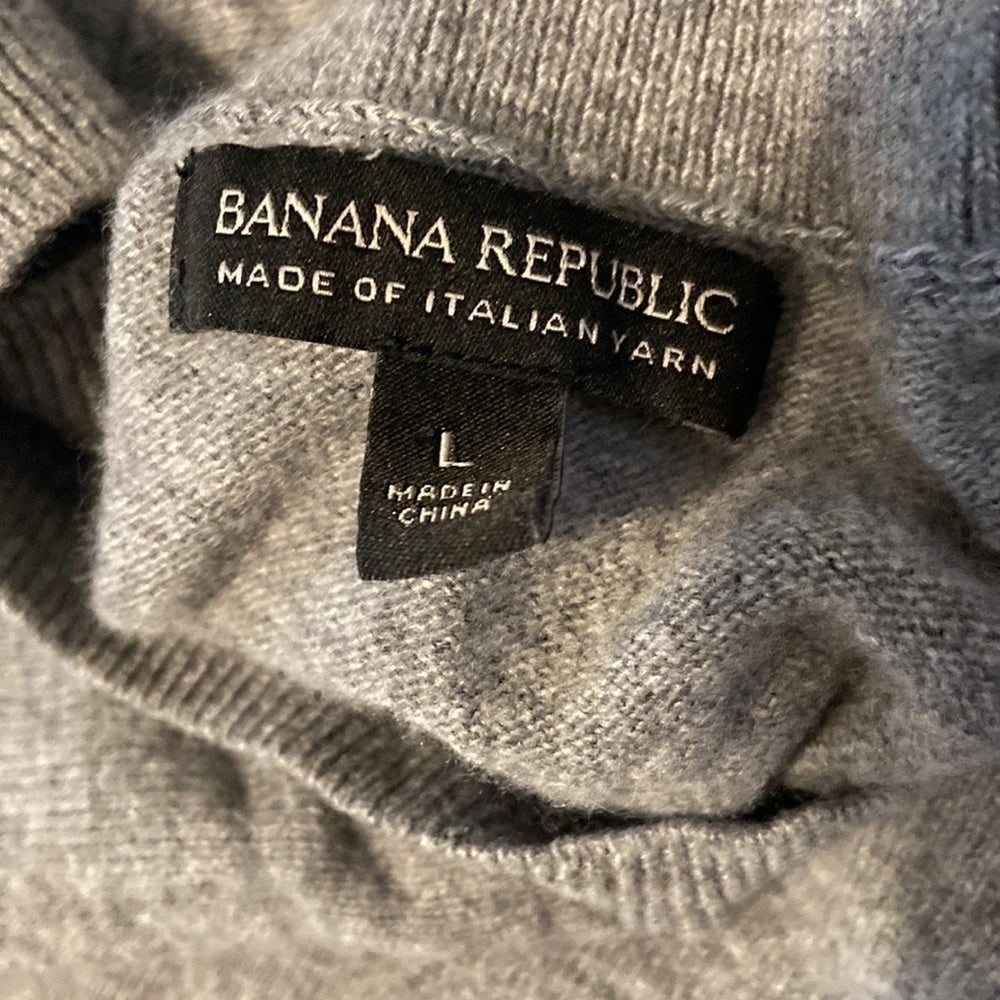 BANANA REPUBLIC
MADE OF ITALIAN YARN
L
MADE IN
CHINA